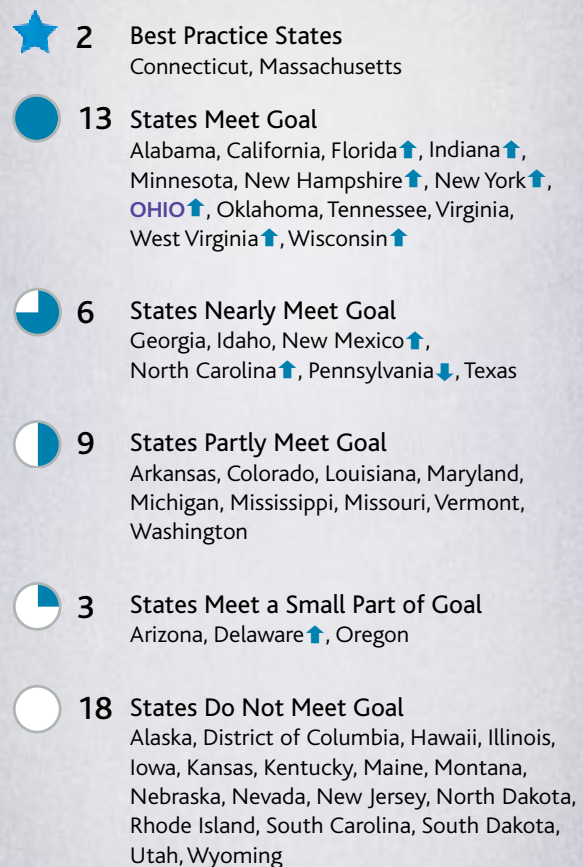 2 Best Practice States
Connecticut, Massachusetts
13 States Meet Goal
Alabama, California, Florida⬆, Indiana⬆,
Minnesota, New Hampshire⬆, New York⬆,
OHIO⬆, Oklahoma, Tennessee, Virginia,
West Virginia⬆, Wisconsin⬆
6 States Nearly Meet Goal
Georgia, Idaho, New Mexico⬆,
North Carolina⬆, Pennsylvania⬇, Texas
9 States Partly Meet Goal
Arkansas, Colorado, Louisiana, Maryland,
Michigan, Mississippi, Missouri, Vermont,
Washington
3 States Meet a Small Part of Goal
Arizona, Delaware⬆, Oregon
18 States Do Not Meet Goal
Alaska, District of Columbia, Hawaii, Illinois,
Iowa, Kansas, Kentucky, Maine, Montana,
Nebraska, Nevada, New Jersey, North Dakota,
Rhode Island, South Carolina, South Dakota,
Utah, Wyoming